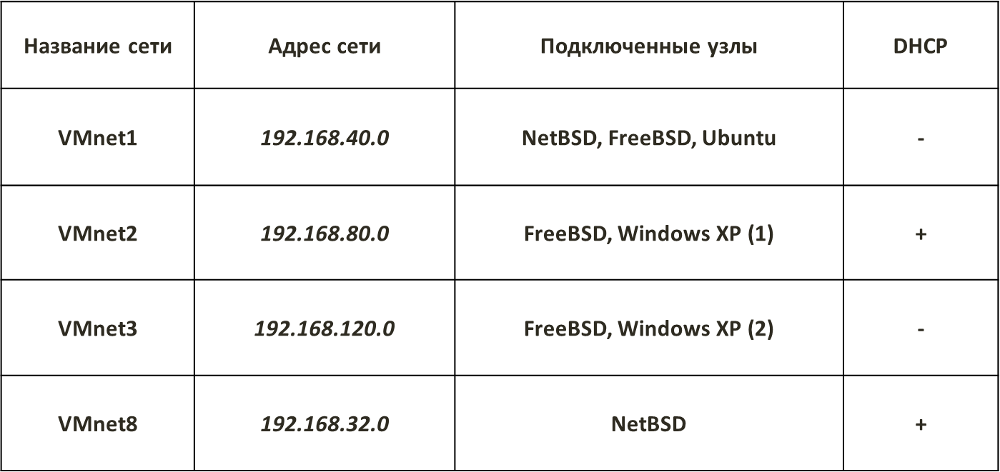 Название сети Адрес сети Подключенные узлы DHCP
VMnet1 192.168.40.0 NetBSD, FreeBSD, Ubuntu -
VMnet2 192.168.80.0 FreeBSD, Windows XP (1) +
VMnet3 192.168.120.0 FreeBSD, Windows XP (2) -
VMnet8 192.168.32.0 NetBSD +